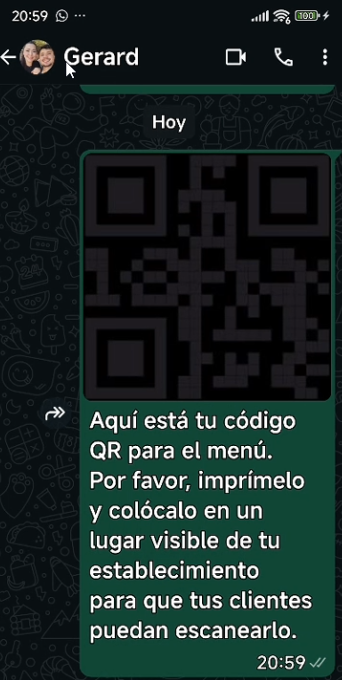 20:59
100
Gerard
Hoy
Aquí está tu código
QR para el menú.
Por favor, imprímelo
y colócalo en un
lugar visible de tu
establecimiento
para que tus clientes
puedan escanearlo.
20:59